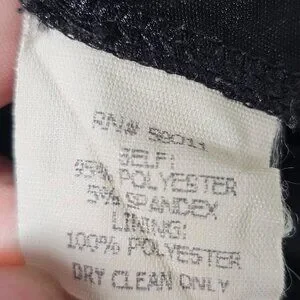 RN# 58011
SELF:
95% POLYESTER
5% SPANDEX
LINING:
100% POLYESTER
DRY CLEAN ONLY